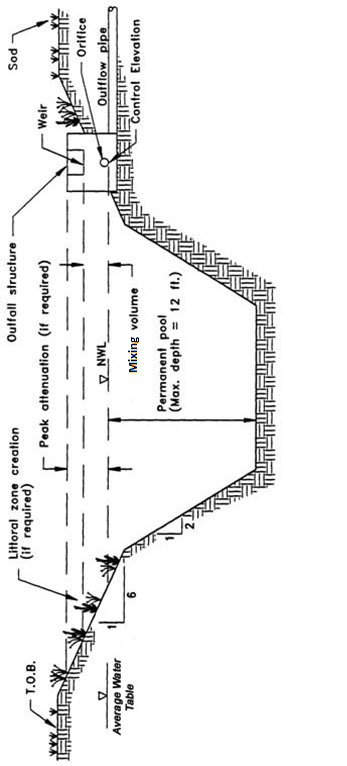 T.O.B.
Littoral zone creation
(if required)
Peak attenuation (if required)
Outfall structure
Weir
Sod
Orifice
Outflow pipe
Control Elevation
NWL
Mixing volume
Average Water
Table
1
6
1
2
Permanent pool
(Max. depth = 12 ft.)